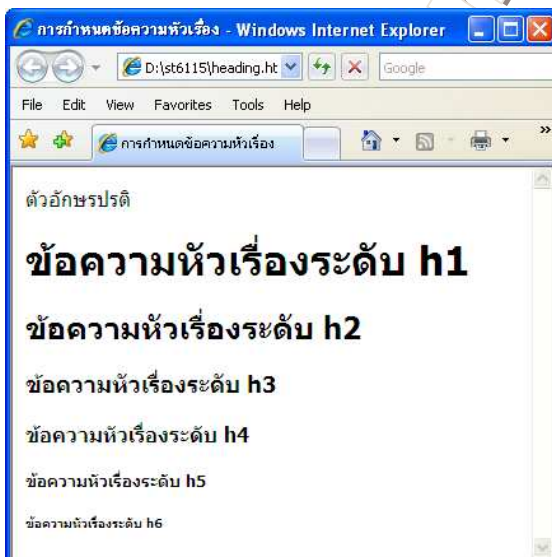 การกำหนดข้อความหัวเรื่อง - Windows Internet Explorer
D:\st6115\heading.ht
Google
File Edit View Favorites Tools Help
การกำหนดข้อความหัวเรื่อง
ตัวอักษรปรติ
ข้อความหัวเรื่องระดับ h1
ข้อความหัวเรื่องระดับ h2
ข้อความหัวเรื่องระดับ h3
ข้อความหัวเรื่องระดับ h4
ข้อความหัวเรื่องระดับ h5
ข้อความหัวเรื่องระดับ h6